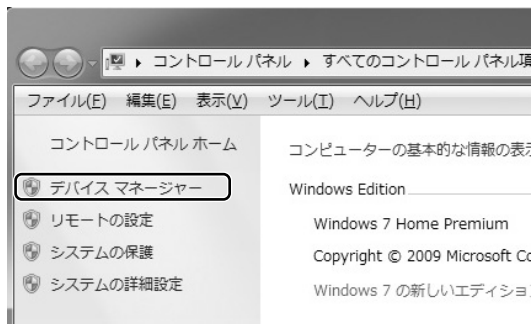 コントロール パネル ▸ すべてのコントロール パネル項
ファイル(F) 編集(E) 表示(V) ツール(T) ヘルプ(H)
コントロール パネル ホーム
デバイス マネージャー
リモートの設定
システムの保護
システムの詳細設定
コンピューターの基本的な情報の表示
Windows Edition
Windows 7 Home Premium
Copyright © 2009 Microsoft Co
Windows 7 の新しいエディショ